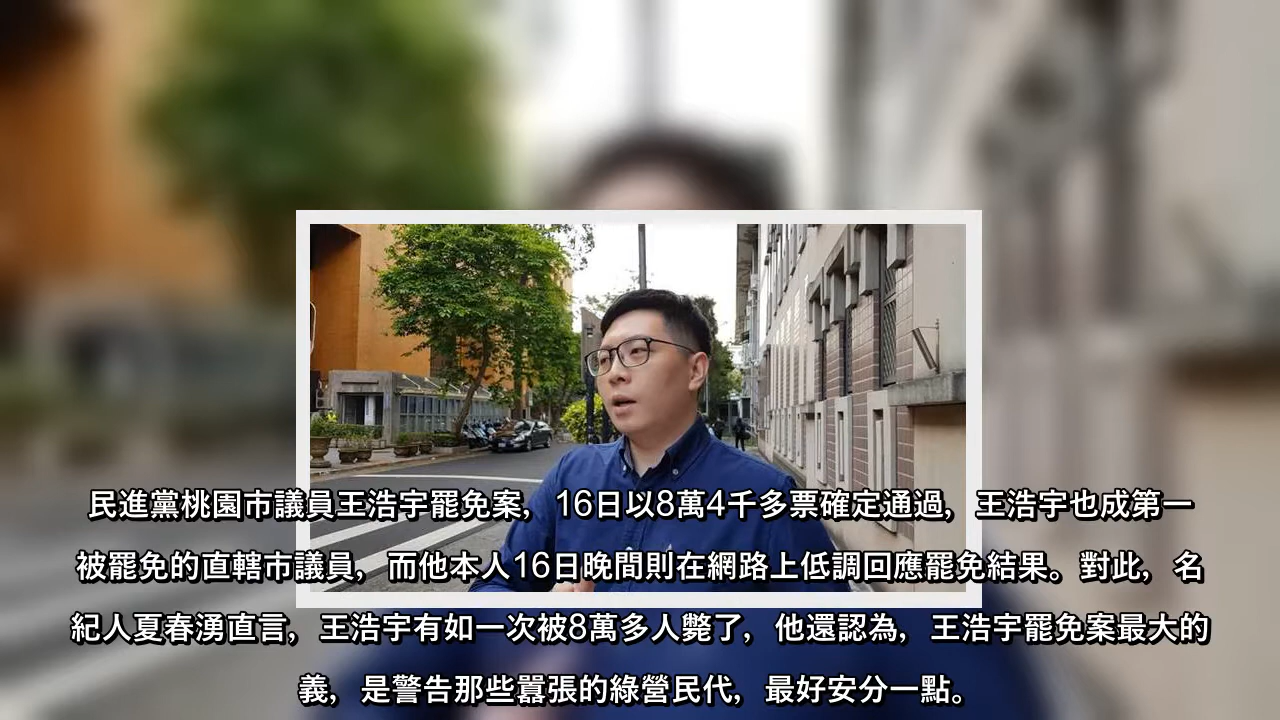 民進黨桃園市議員王浩宇罷免案，16日以8萬4千多票確定通過，王浩宇也成第一
被罷免的直轄市議員，而他本人16日晚間則在網路上低調回應罷免結果。對此，名
紀人夏春湧直言，王浩宇有如一次被8萬多人斃了，他還認為，王浩宇罷免案最大的
義，是警告那些囂張的綠營民代，最好安分一點。